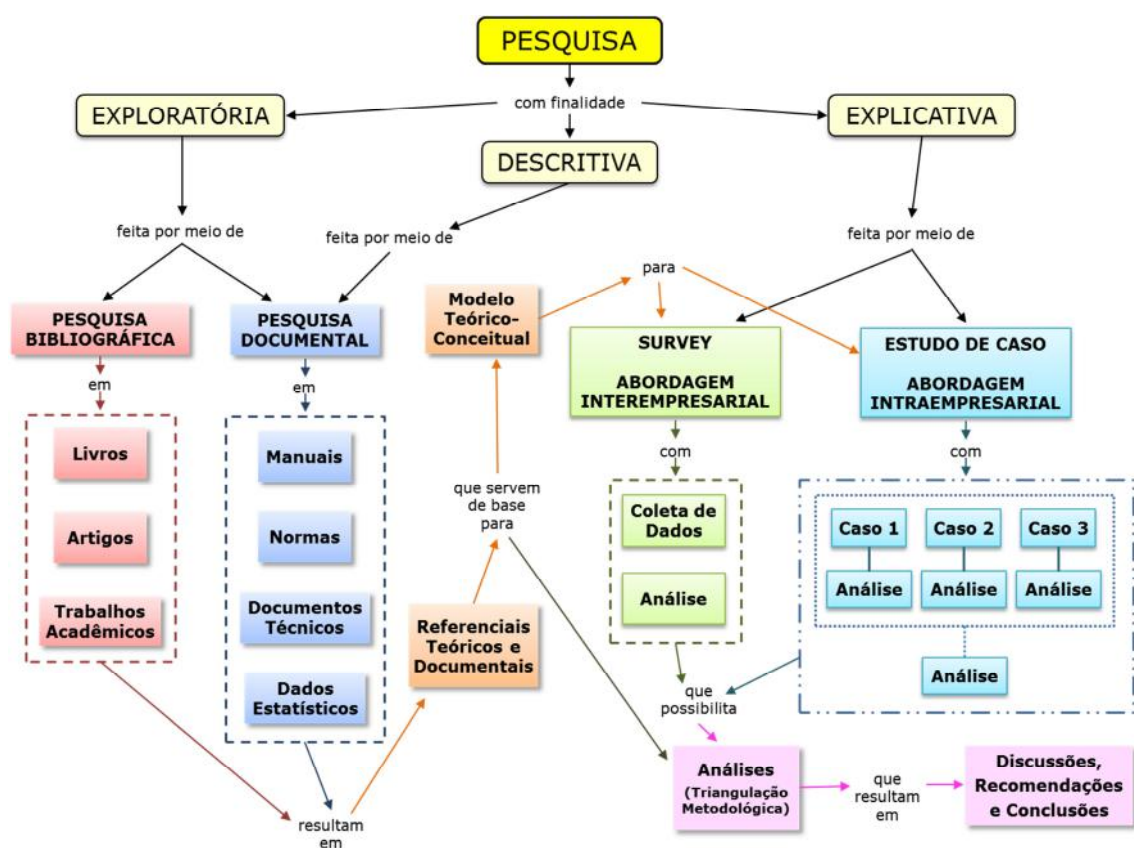 PESQUISA
com finalidade
EXPLORATÓRIA
EXPLICATIVA
DESCRITIVA
feita por meio de
feita por meio de
feita por meio de
para
PESQUISA
BIBLIOGRÁFICA
PESQUISA
DOCUMENTAL
Modelo
Teórico-
Conceitual
SURVEY
ABORDAGEM
INTEREMPRESARIAL
ESTUDO DE CASO
ABORDAGEM
INTRAEMPRESARIAL
em
em
com
com
Livros
Artigos
Trabalhos
Acadêmicos
Manuais
Normas
Documentos
Técnicos
Dados
Estatísticos
que servem
de base
para
Referenciais
Teóricos e
Documentais
Coleta de
Dados
Análise
Caso 1
Caso 2
Caso 3
Análise
Análise
Análise
Análise
que
possibilita
resultam
em
Análises
(Triangulação
Metodológica)
que
resultam
em
Discussões,
Recomendações
e Conclusões